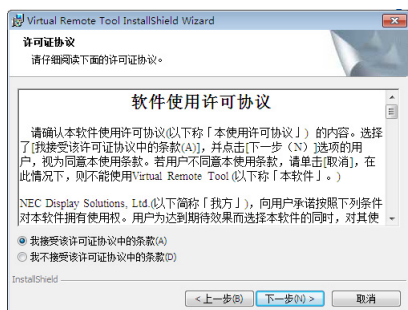 Virtual Remote Tool InstallShield Wizard
许可证协议
请仔细阅读下面的许可证协议。
软件使用许可协议
请确认本软件使用许可协议(以下称「本使用许可协议」) 的内容。选择
了[我接受该许可证协议中的条款(A)]，并点击[下一步（N）]选项的用
户，视为同意本使用条款。若用户不同意本使用条款，请单击[取消]，在
此情况下，则不能使用Virtual Remote Tool (以下称「本软件」。)
NEC Display Solutions, Ltd.(以下简称「我方」)，向用户承诺按照下列条件
对本软件拥有使用权。用户为达到期待效果而选择本软件的同时，对其使
我接受该许可证协议中的条款(A)
我不接受该许可证协议中的条款(D)
InstallShield
< 上一步(B)
下一步(N) >
取消